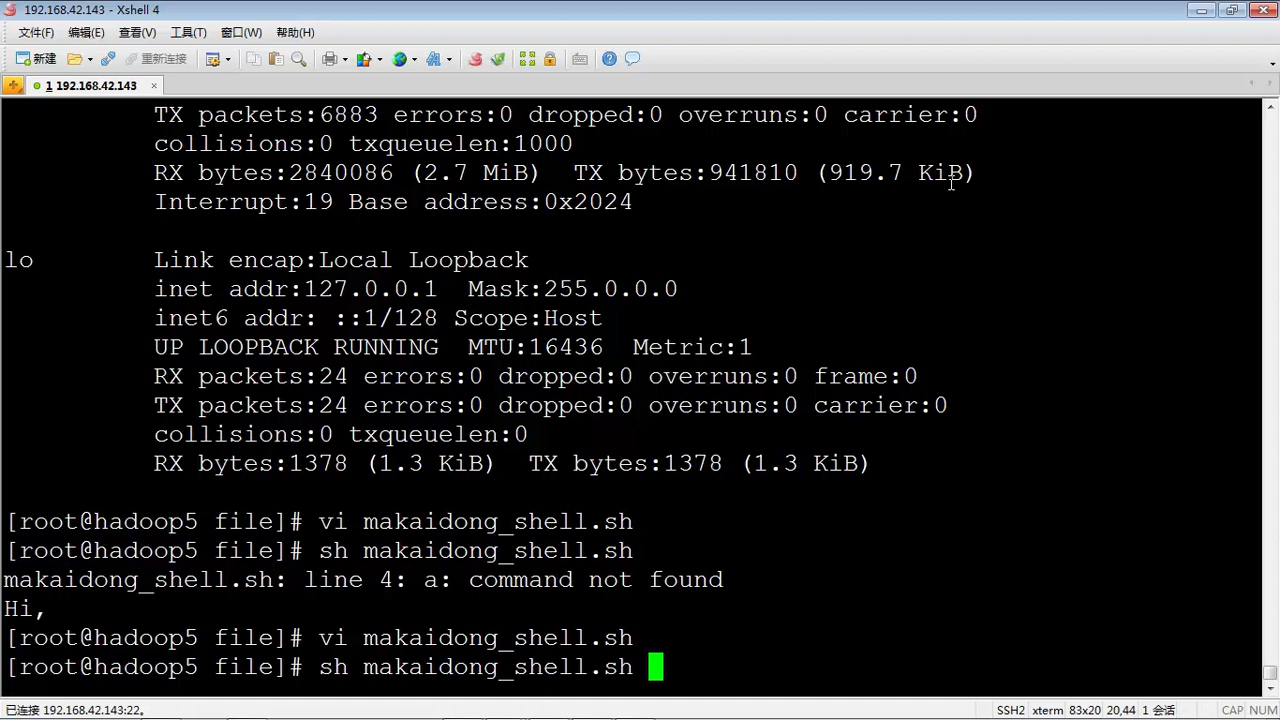 192.168.42.143 - Xshell 4
文件(F) 编辑(E) 查看(V) 工具(T) 窗口(W) 帮助(H)
新建 重新连接
1 192.168.42.143
TX packets:6883 errors:0 dropped:0 overruns:0 carrier:0
collisions:0 txqueuelen:1000
RX bytes:2840086 (2.7 MiB)  TX bytes:941810 (919.7 KiB)
Interrupt:19 Base address:0x2024
lo        Link encap:Local Loopback
inet addr:127.0.0.1  Mask:255.0.0.0
inet6 addr: ::1/128 Scope:Host
UP LOOPBACK RUNNING  MTU:16436  Metric:1
RX packets:24 errors:0 dropped:0 overruns:0 frame:0
TX packets:24 errors:0 dropped:0 overruns:0 carrier:0
collisions:0 txqueuelen:0
RX bytes:1378 (1.3 KiB)  TX bytes:1378 (1.3 KiB)
[root@hadoop5 file]# vi makaidong_shell.sh
[root@hadoop5 file]# sh makaidong_shell.sh
makaidong_shell.sh: line 4: a: command not found
Hi,
[root@hadoop5 file]# vi makaidong_shell.sh
[root@hadoop5 file]# sh makaidong_shell.sh
已连接 192.168.42.143:22。 SSH2 xterm 83x20 20,44 1 会话 CAP NUM